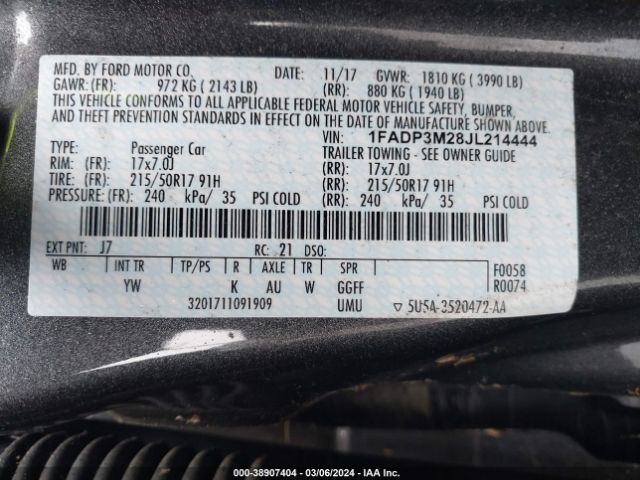 MFD. BY FORD MOTOR CO. DATE: 11/17 GVWR: 1810 KG ( 3990 LB)
GAWR: (FR): 972 KG ( 2143 LB) (RR): 880 KG ( 1940 LB)
THIS VEHICLE CONFORMS TO ALL APPLICABLE FEDERAL MOTOR VEHICLE SAFETY, BUMPER,
AND THEFT PREVENTION STANDARDS IN EFFECT ON THE DATE OF MANUFACTURE SHOWN ABOVE.
VIN: 1FADP3M28JL214444
TYPE: Passenger Car TRAILER TOWING - SEE OWNER GUIDE
RIM: (FR): 17x7.0J (RR): 17x7.0J
TIRE: (FR): 215/50R17 91H (RR): 215/50R17 91H
PRESSURE: (FR): 240 kPa/ 35 PSI COLD (RR): 240 kPa/ 35 PSI COLD
EXT PNT: J7 RC: 21 DSO:
WB INT TR TP/PS R AXLE TR SPR F0058
YW K AU W GGFF R0074
3201711091909 UMU ▽ 5U5A-3520472-AA
000-38907404 - 03/06/2024 - IAA Inc.